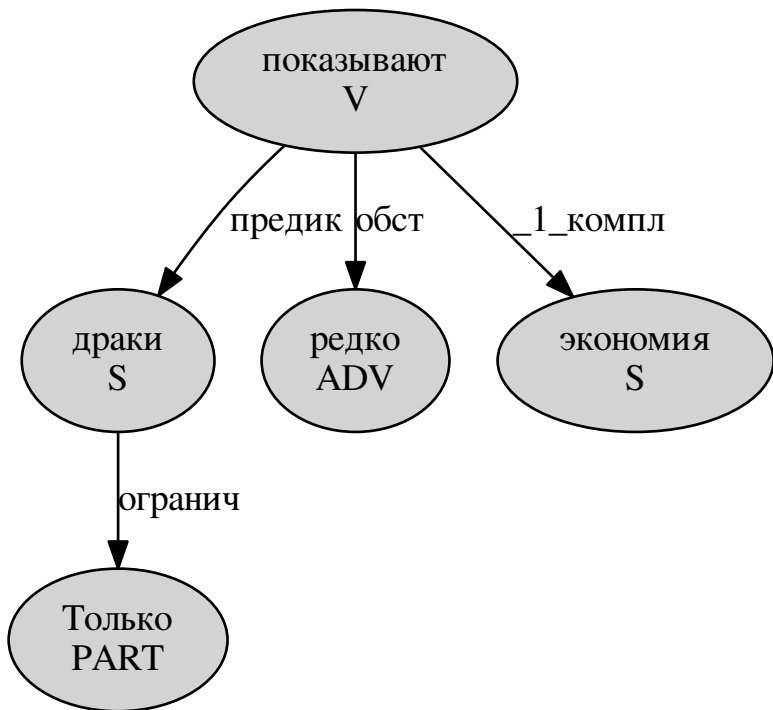 показывают
V
предик обст _1_компл
драки
S
редко
ADV
экономия
S
огранич
Только
PART